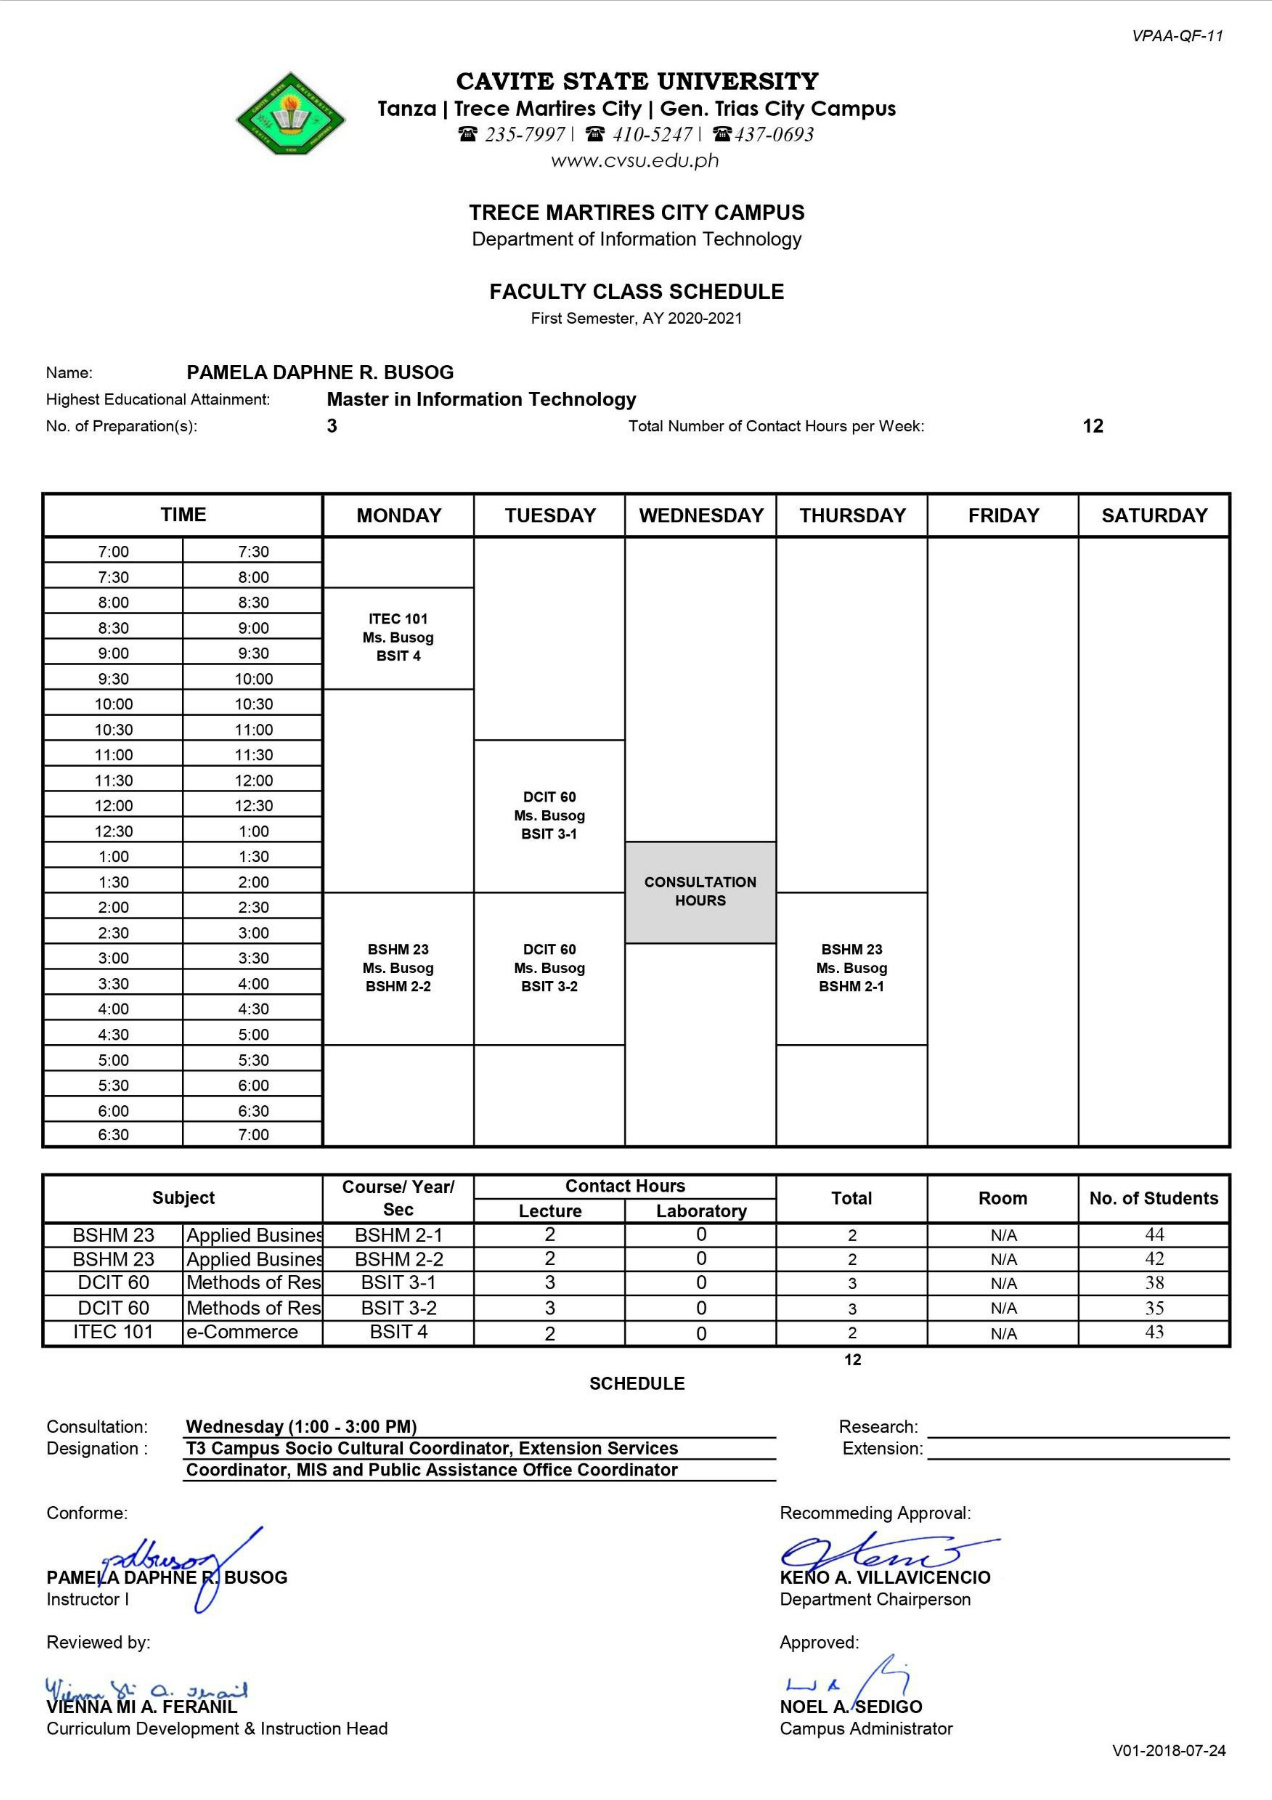 VPAA-QF-11
CAVITE STATE UNIVERSITY
Tanza | Trece Martires City | Gen. Trias City Campus
☎ 235-7997 | ☎ 410-5247 | ☎437-0693
www.cvsu.edu.ph
TRECE MARTIRES CITY CAMPUS
Department of Information Technology
FACULTY CLASS SCHEDULE
First Semester, AY 2020-2021
Name: PAMELA DAPHNE R. BUSOG
Highest Educational Attainment: Master in Information Technology
No. of Preparation(s): 3 Total Number of Contact Hours per Week: 12
TIME MONDAY TUESDAY WEDNESDAY THURSDAY FRIDAY SATURDAY
7:00 7:30
7:30 8:00
8:00 8:30
8:30 9:00
9:00 9:30
9:30 10:00
10:00 10:30
10:30 11:00
11:00 11:30
11:30 12:00
12:00 12:30
12:30 1:00
1:00 1:30
1:30 2:00
2:00 2:30
2:30 3:00
3:00 3:30
3:30 4:00
4:00 4:30
4:30 5:00
5:00 5:30
5:30 6:00
6:00 6:30
6:30 7:00
ITEC 101
Ms. Busog
BSIT 4
BSHM 23
Ms. Busog
BSHM 2-2
DCIT 60
Ms. Busog
BSIT 3-1
DCIT 60
Ms. Busog
BSIT 3-2
CONSULTATION
HOURS
BSHM 23
Ms. Busog
BSHM 2-1
Subject Course/ Year/ Sec Contact Hours Total Room No. of Students
Lecture Laboratory
BSHM 23 Applied Busines BSHM 2-1 2 0 2 N/A 44
BSHM 23 Applied Busines BSHM 2-2 2 0 2 N/A 42
DCIT 60 Methods of Res BSIT 3-1 3 0 3 N/A 38
DCIT 60 Methods of Res BSIT 3-2 3 0 3 N/A 35
ITEC 101 e-Commerce BSIT 4 2 0 2 N/A 43
12
SCHEDULE
Consultation: Wednesday (1:00 - 3:00 PM) Research:
Designation : T3 Campus Socio Cultural Coordinator, Extension Services Extension:
Coordinator, MIS and Public Assistance Office Coordinator
Conforme: Recommeding Approval:
pdbusog
PAMELA DAPHNE R. BUSOG KENO A. VILLAVICENCIO
Instructor I Department Chairperson
Reviewed by: Approved:
VIENNA MI A. FERANIL NOEL A. SEDIGO
Curriculum Development & Instruction Head Campus Administrator
V01-2018-07-24